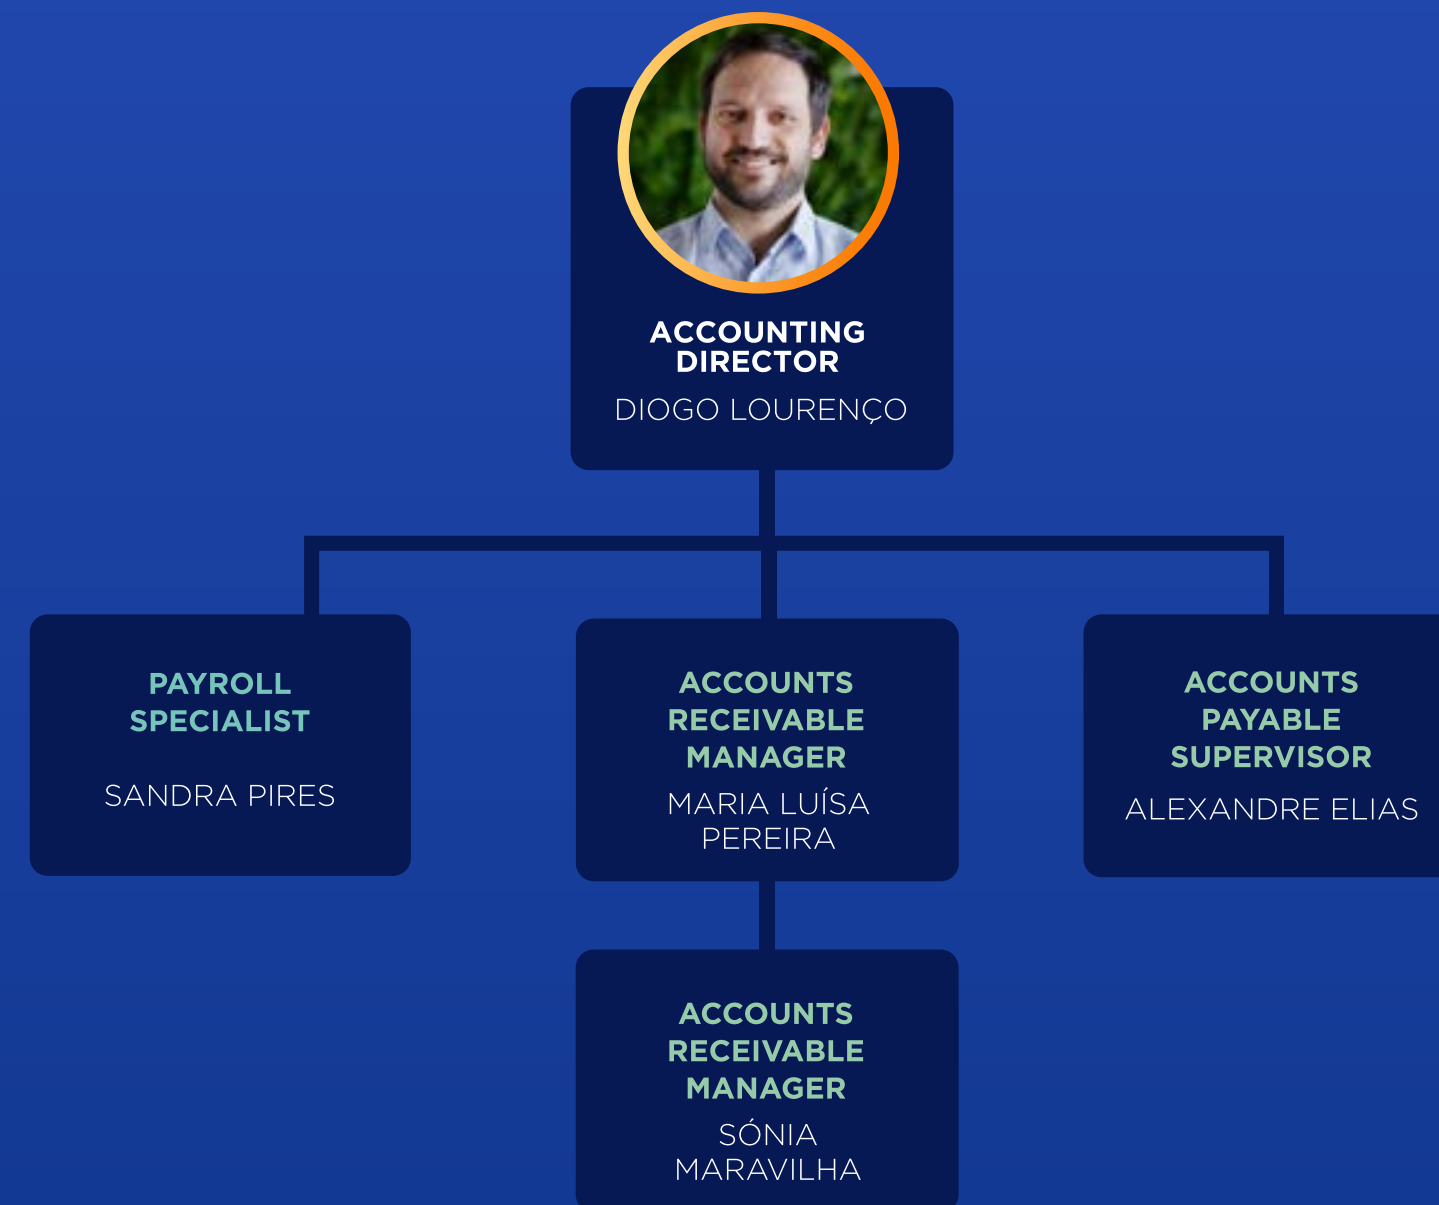 ACCOUNTING
DIRECTOR
DIOGO LOURENÇO
PAYROLL
SPECIALIST
SANDRA PIRES
ACCOUNTS
RECEIVABLE
MANAGER
MARIA LUÍSA
PEREIRA
ACCOUNTS
PAYABLE
SUPERVISOR
ALEXANDRE ELIAS
ACCOUNTS
RECEIVABLE
MANAGER
SÓNIA
MARAVILHA